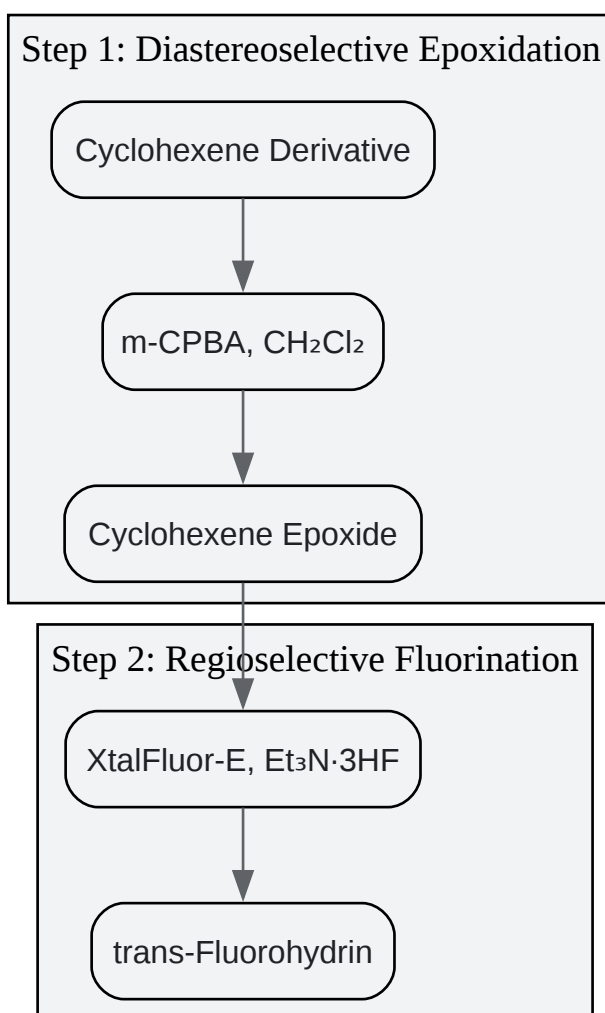 Step 1: Diastereoselective Epoxidation
Cyclohexene Derivative
m-CPBA, CH₂Cl₂
Cyclohexene Epoxide
Step 2: Regioselective Fluorination
XtalFluor-E, Et₃N·3HF
trans-Fluorohydrin